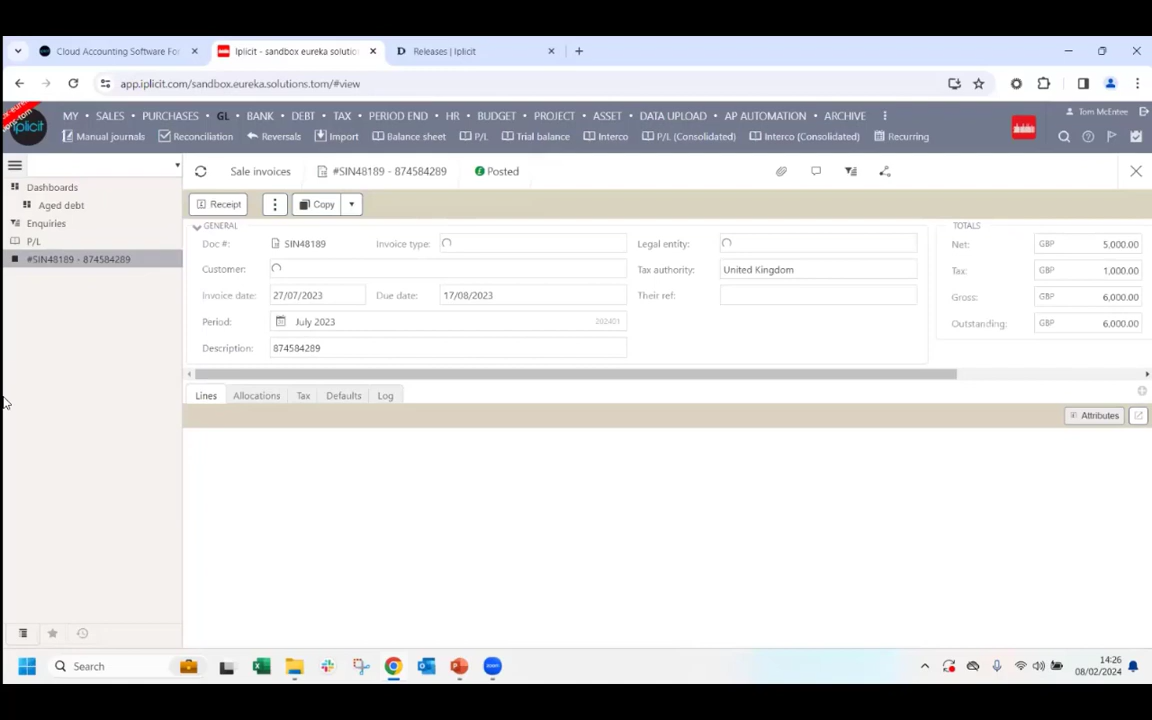 Cloud Accounting Software For
Iplicit - sandbox eureka solutio
Releases | Iplicit
app.iplicit.com/sandbox.eureka.solutions.tom/#view
MY • SALES • PURCHASES • GL • BANK • DEBT • TAX • PERIOD END • HR • BUDGET • PROJECT • ASSET • DATA UPLOAD • AP AUTOMATION • ARCHIVE
Tom McEntee
iplicit
Manual journals Reconciliation Reversals Import Balance sheet P/L Trial balance Interco P/L (Consolidated) Interco (Consolidated) Recurring
Sale invoices #SIN48189 - 874584289 Posted
Dashboards
Aged debt
Enquiries
P/L
#SIN48189 - 874584289
Receipt Copy
GENERAL
Doc #: SIN48189 Invoice type: Legal entity:
Customer: Tax authority: United Kingdom
Invoice date: 27/07/2023 Due date: 17/08/2023 Their ref:
Period: July 2023 202401
Description: 874584289
TOTALS
Net: GBP 5,000.00
Tax: GBP 1,000.00
Gross: GBP 6,000.00
Outstanding: GBP 6,000.00
Lines Allocations Tax Defaults Log
Attributes
Search
14:26
08/02/2024